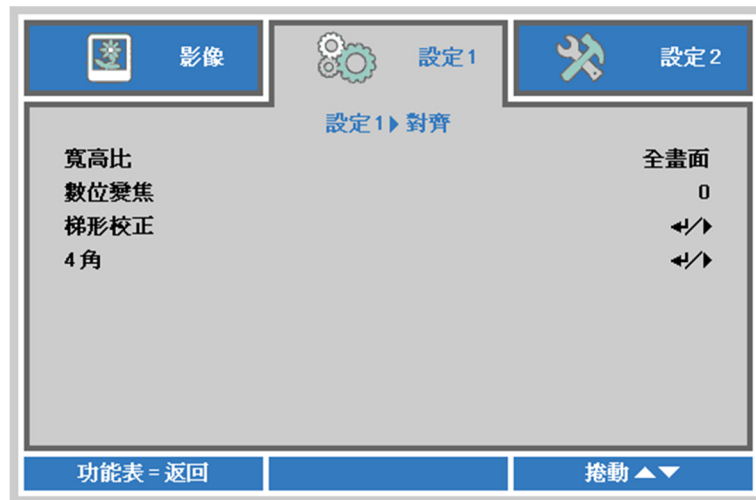 影像 設定1 設定2
設定1▶對齊
寬高比 全畫面
數位變焦 0
梯形校正 ↵/▶
4角 ↵/▶
功能表=返回 捲動▲▼